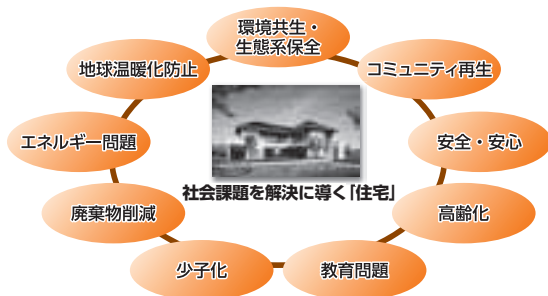 環境共生・
生態系保全
地球温暖化防止
コミュニティ再生
エネルギー問題
安全・安心
社会課題を解決に導く「住宅」
廃棄物削減
高齢化
少子化
教育問題